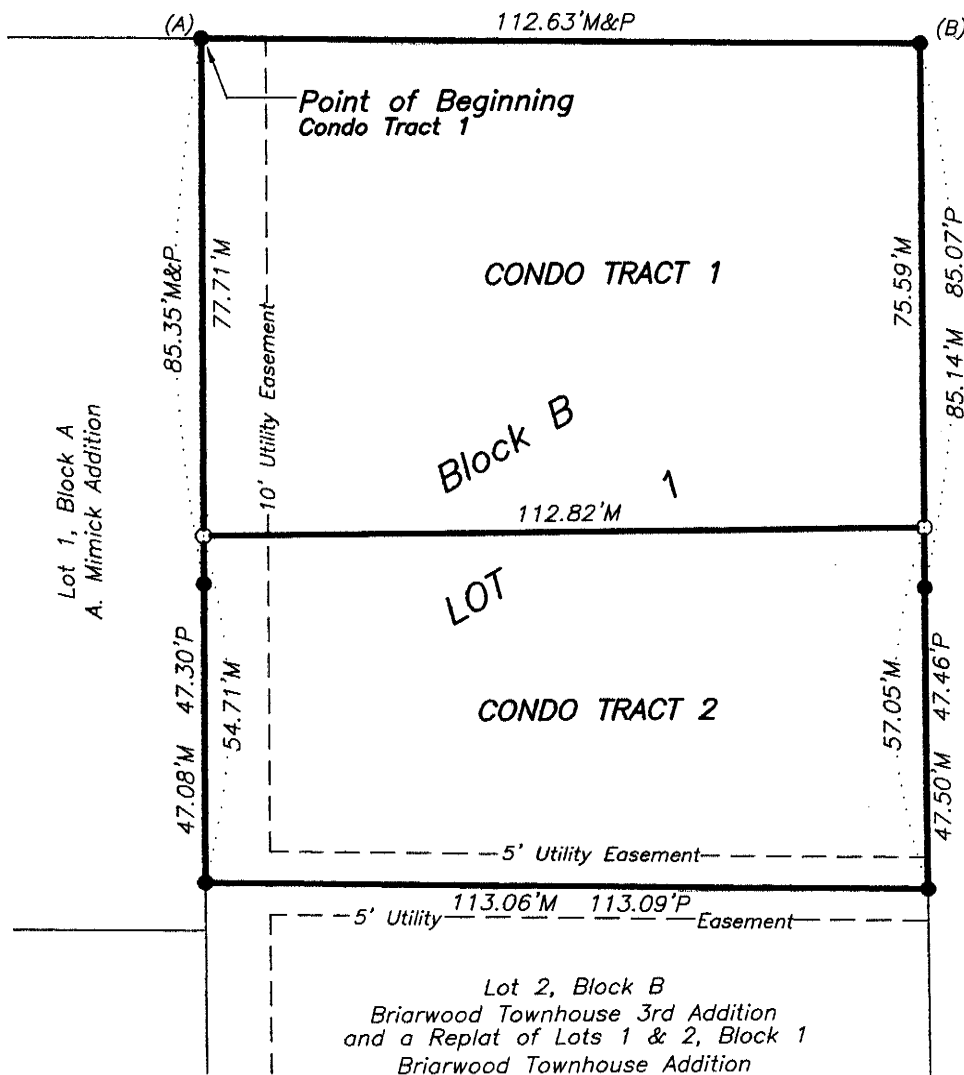 (A)
112.63'M&P
(B)
Point of Beginning
Condo Tract 1
85.35'M&P
77.71'M
10' Utility Easement
CONDO TRACT 1
75.59'M
85.14'M 85.07'P
Lot 1, Block A
A. Mimick Addition
Block B
1
112.82'M
LOT
47.08'M 47.30'P
54.71'M
CONDO TRACT 2
57.05'M
47.50'M 47.46'P
5' Utility Easement
113.06'M 113.09'P
5' Utility Easement
Lot 2, Block B
Briarwood Townhouse 3rd Addition
and a Replat of Lots 1 & 2, Block 1
Briarwood Townhouse Addition